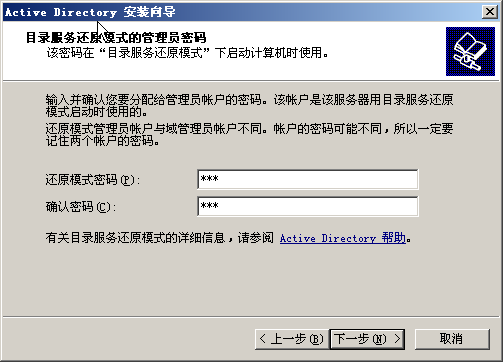 Active Directory 安装向导
目录服务还原模式的管理员密码
该密码在“目录服务还原模式”下启动计算机时使用。
输入并确认您要分配给管理员帐户的密码。该帐户是该服务器用目录服务还原
模式启动时使用的。
还原模式管理员帐户与域管理员帐户不同。帐户的密码可能不同，所以一定要
记住两个帐户的密码。
还原模式密码(P): ***
确认密码(C): ***
有关目录服务还原模式的详细信息，请参阅 Active Directory 帮助。
< 上一步(B) 下一步(N) > 取消